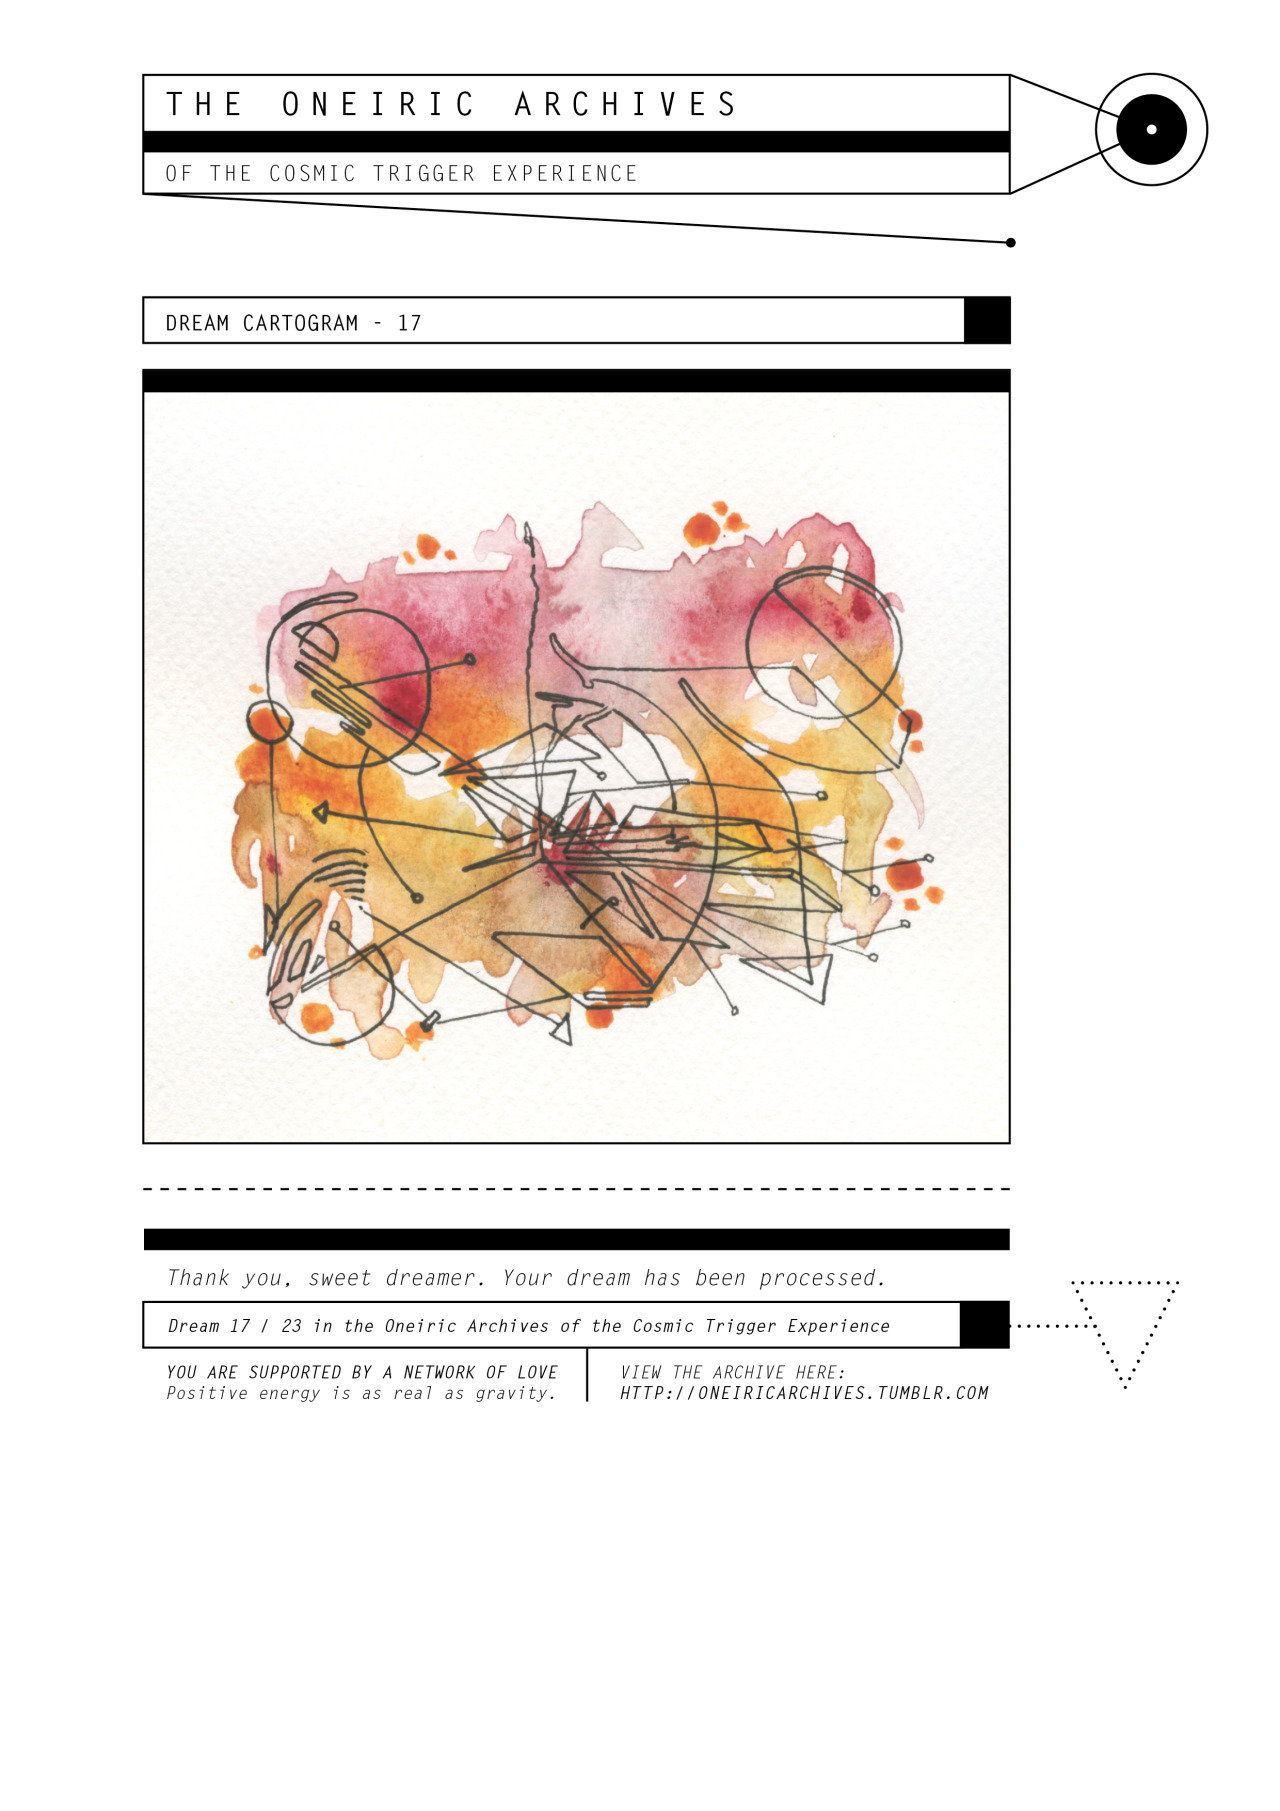 THE ONEIRIC ARCHIVES
OF THE COSMIC TRIGGER EXPERIENCE
DREAM CARTOGRAM - 17
Thank you, sweet dreamer. Your dream has been processed.
Dream 17 / 23 in the Oneiric Archives of the Cosmic Trigger Experience
YOU ARE SUPPORTED BY A NETWORK OF LOVE
Positive energy is as real as gravity.
VIEW THE ARCHIVE HERE:
HTTP://ONEIRICARCHIVES.TUMBLR.COM